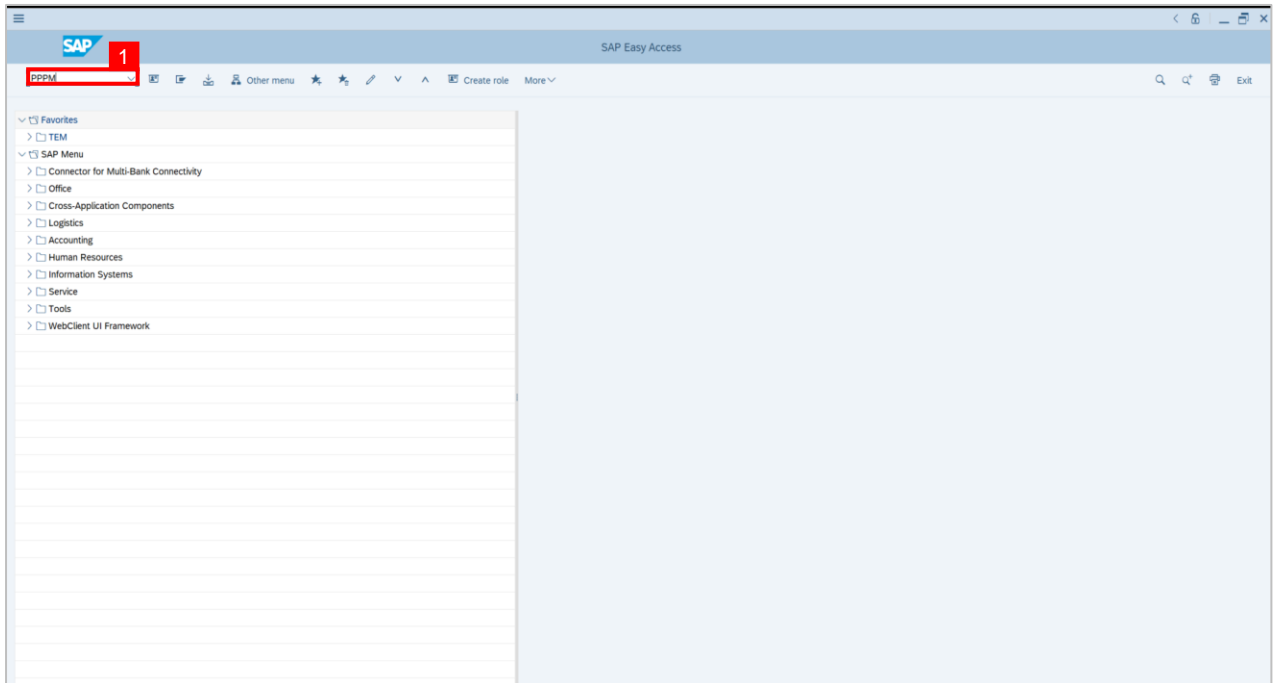 SAP
SAP Easy Access
1
PPPM
Other menu
Create role
More
Exit
Favorites
TEM
SAP Menu
Connector for Multi-Bank Connectivity
Office
Cross-Application Components
Logistics
Accounting
Human Resources
Information Systems
Service
Tools
WebClient UI Framework